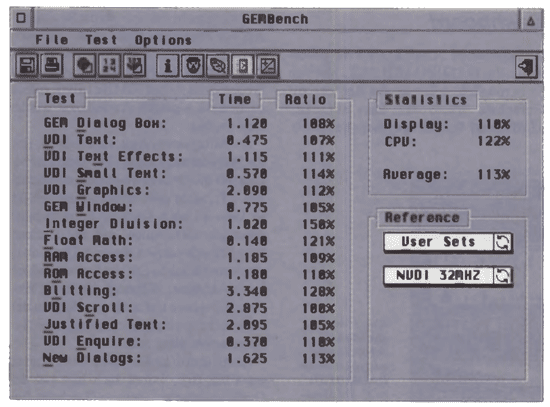 GEMBench
File Test Options
Test Time Ratio
GEM Dialog Box: 1.120 108%
VDI Text: 0.475 107%
VDI Text Effects: 1.115 111%
VDI Small Text: 0.570 114%
VDI Graphics: 2.090 112%
GEM Window: 0.775 105%
Integer Division: 1.020 150%
Float Math: 0.140 121%
RAM Access: 1.185 109%
ROM Access: 1.180 110%
Blitting: 3.340 128%
VDI Scroll: 2.875 108%
Justified Text: 2.095 105%
VDI Enquire: 0.370 110%
New Dialogs: 1.625 113%
Statistics
Display: 110%
CPU: 122%
Average: 113%
Reference
User Sets
NVDI 32MHZ